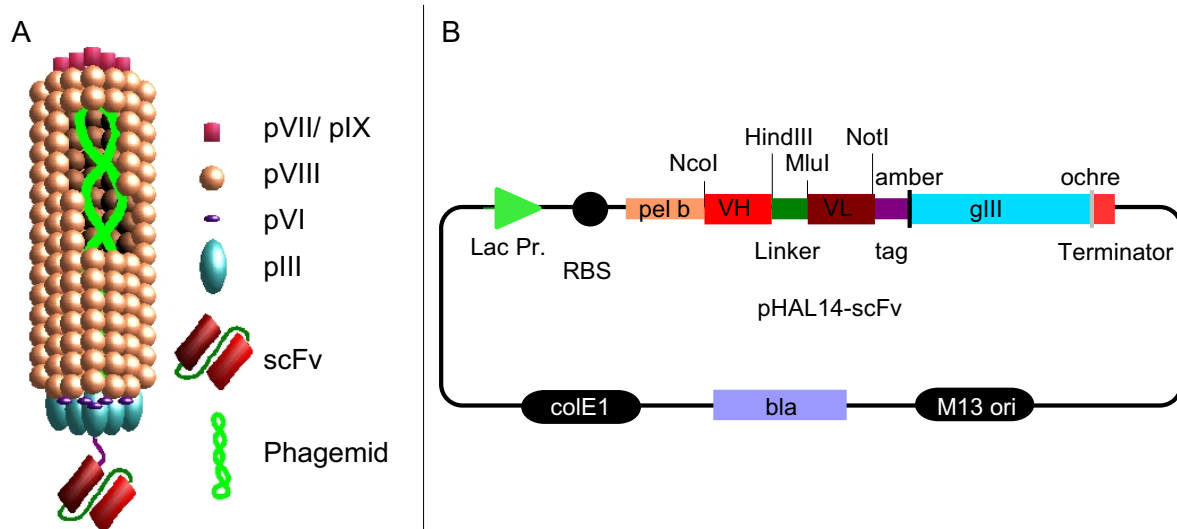 A
pVII/ pIX
pVIII
pVI
pIII
scFv
Phagemid
B
HindIII
NotI
NcoI
MluI
amber
ochre
pel b
VH
VL
gIII
Lac Pr.
RBS
Linker
tag
Terminator
pHAL14-scFv
colE1
bla
M13 ori